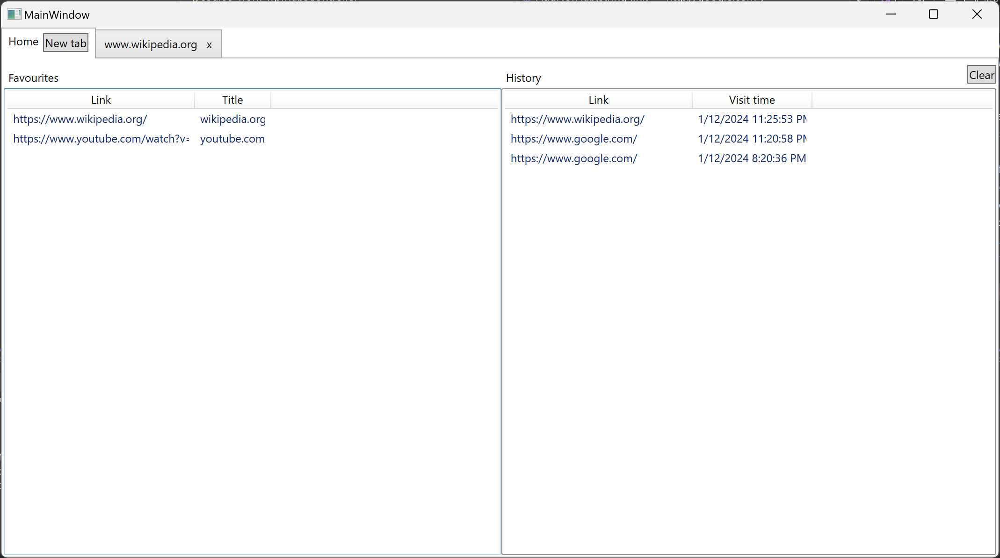 MainWindow
Home New tab www.wikipedia.org x
Favourites
Link Title
https://www.wikipedia.org/ wikipedia.org
https://www.youtube.com/watch?v= youtube.com
History Clear
Link Visit time
https://www.wikipedia.org/ 1/12/2024 11:25:53 PM
https://www.google.com/ 1/12/2024 11:20:58 PM
https://www.google.com/ 1/12/2024 8:20:36 PM